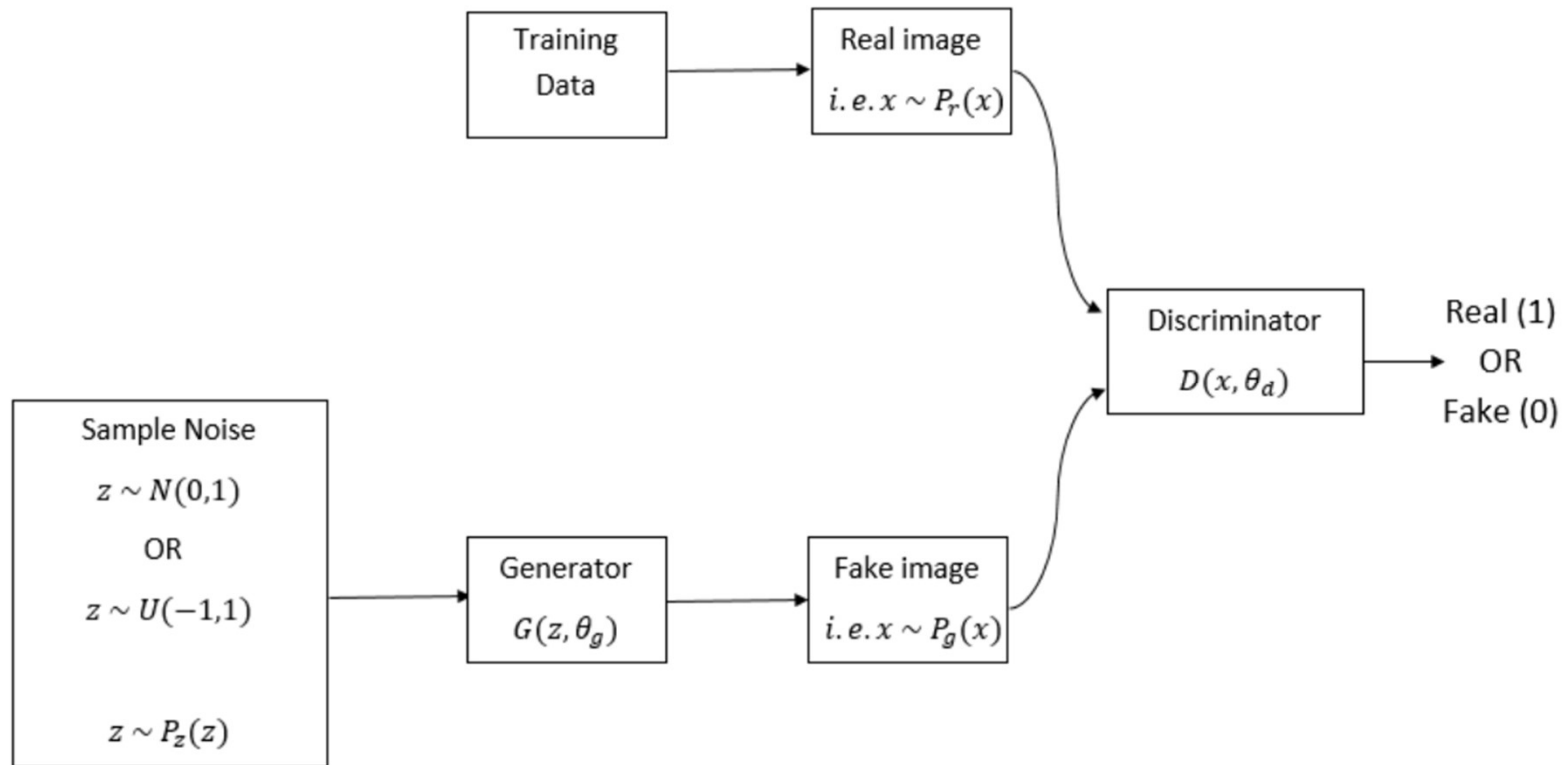 Training
Data
Real image
i.e.x ~ P_r(x)
Discriminator
D(x, θ_d)
Real (1)
OR
Fake (0)
Sample Noise
z ~ N(0,1)
OR
z ~ U(−1,1)
z ~ P_z(z)
Generator
G(z, θ_g)
Fake image
i.e.x ~ P_g(x)